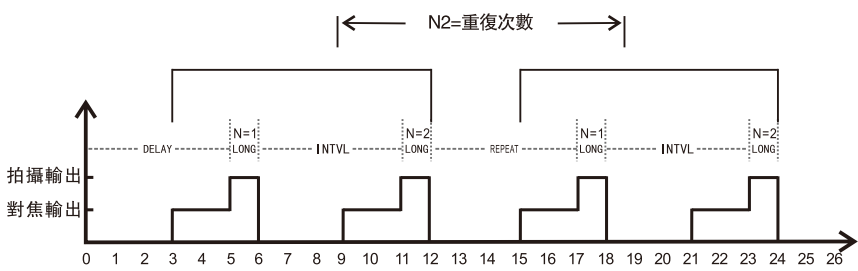 N2=重復次數
N=1 N=2 N=1 N=2
DELAY LONG INTVL LONG REPEAT LONG INTVL LONG
拍攝輸出
對焦輸出
0 1 2 3 4 5 6 7 8 9 10 11 12 13 14 15 16 17 18 19 20 21 22 23 24 25 26